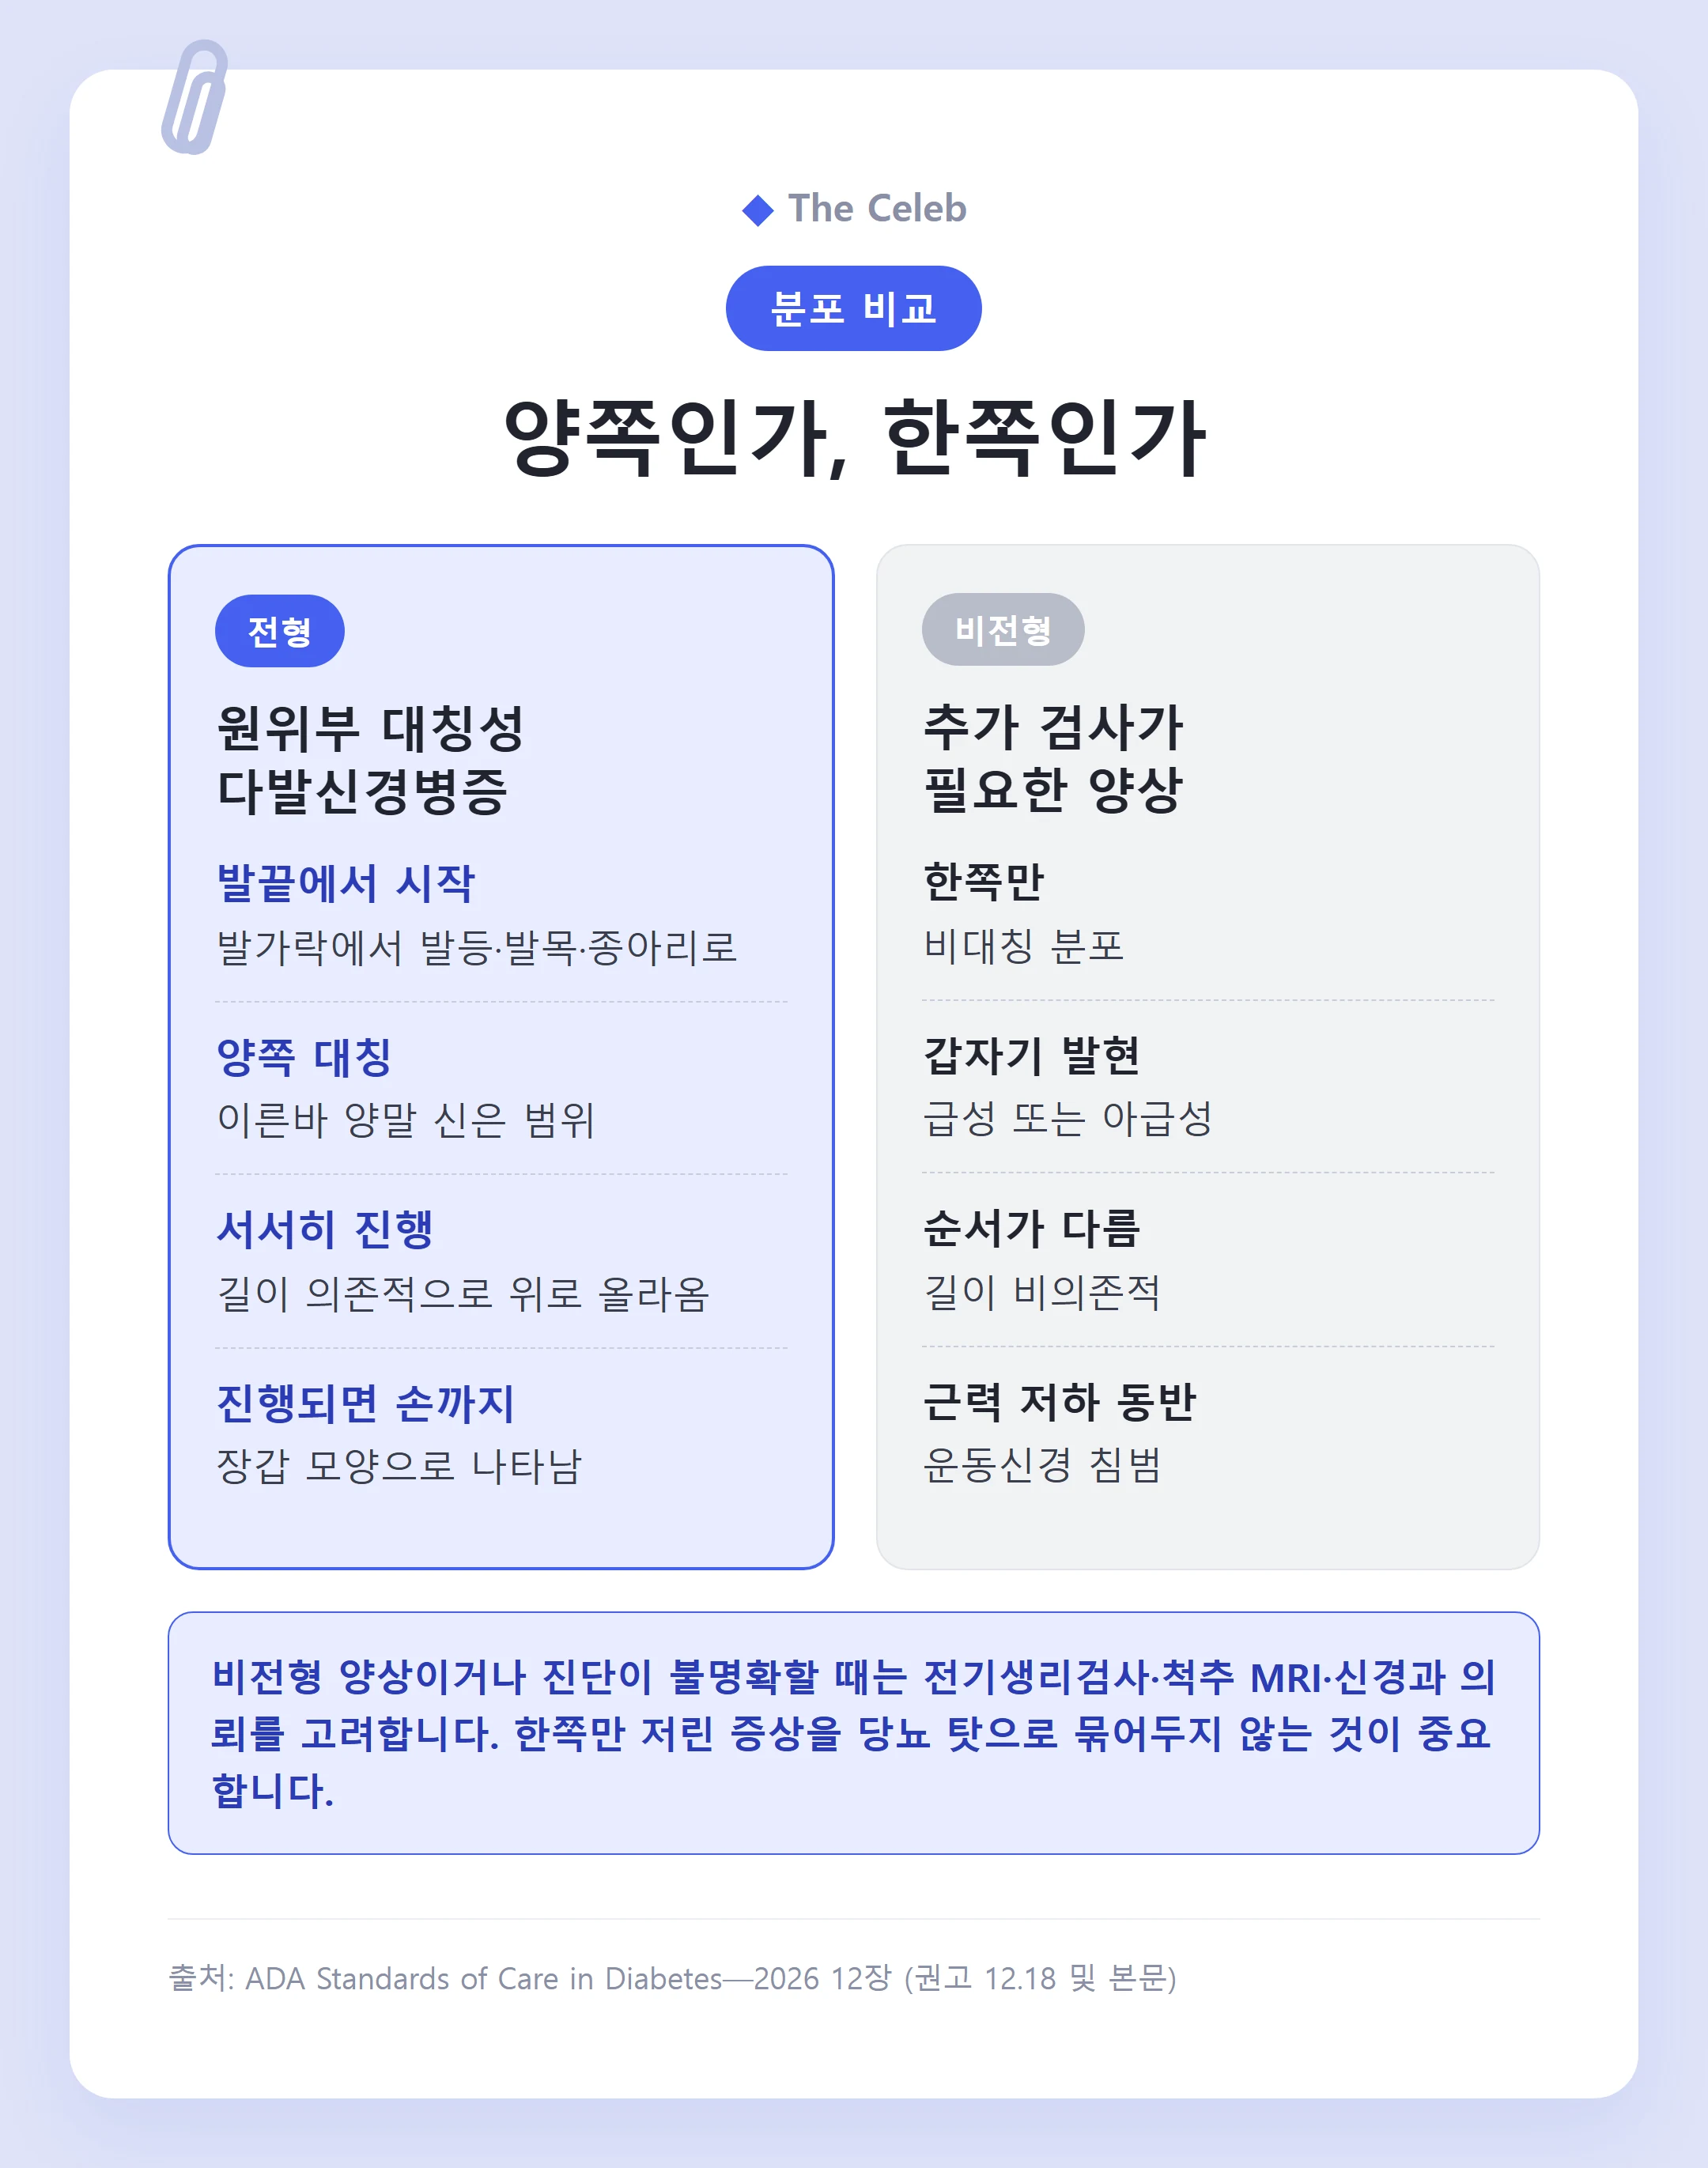 The Celeb
분포 비교
양쪽인가, 한쪽인가
전형
원위부 대칭성
다발신경병증
발끝에서 시작
발가락에서 발등·발목·종아리로
양쪽 대칭
이른바 양말 신은 범위
서서히 진행
길이 의존적으로 위로 올라옴
진행되면 손까지
장갑 모양으로 나타남
비전형
추가 검사가
필요한 양상
한쪽만
비대칭 분포
갑자기 발현
급성 또는 아급성
순서가 다름
길이 비의존적
근력 저하 동반
운동신경 침범
비전형 양상이거나 진단이 불명확할 때는 전기생리검사·척추 MRI·신경과 의
뢰를 고려합니다. 한쪽만 저린 증상을 당뇨 탓으로 묶어두지 않는 것이 중요
합니다.
출처: ADA Standards of Care in Diabetes—2026 12장 (권고 12.18 및 본문)